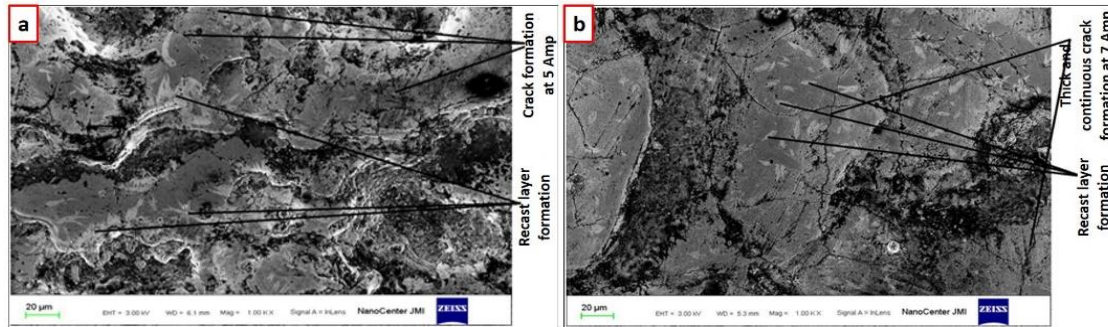 a
Crack formation
at 5 Amp
Recast layer
formation
20 µm
EHT = 3.00 kV
WD = 6.1 mm
Mag = 1.00 K X
Signal A = InLens
NanoCenter JMI
ZEISS
b
Thick and
continuous crack
formation at 7 Amp
Recast layer
formation
20 µm
EHT = 3.00 kV
WD = 5.3 mm
Mag = 1.00 K X
Signal A = InLens
NanoCenter JMI
ZEISS